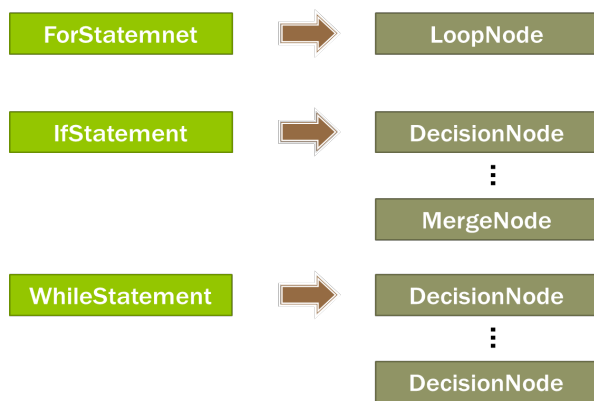 ForStatemnet
LoopNode
IfStatement
DecisionNode
MergeNode
WhileStatement
DecisionNode
DecisionNode